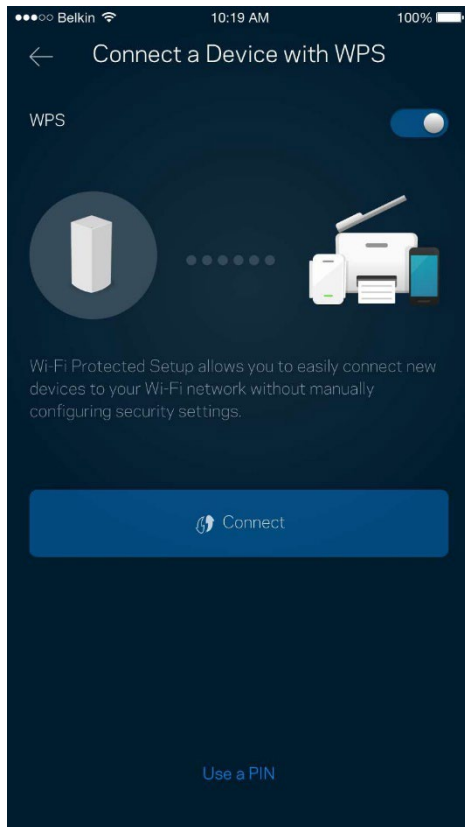 Belkin 10:19 AM 100%
Connect a Device with WPS
WPS
Wi-Fi Protected Setup allows you to easily connect new
devices to your Wi-Fi network without manually
configuring security settings.
Connect
Use a PIN